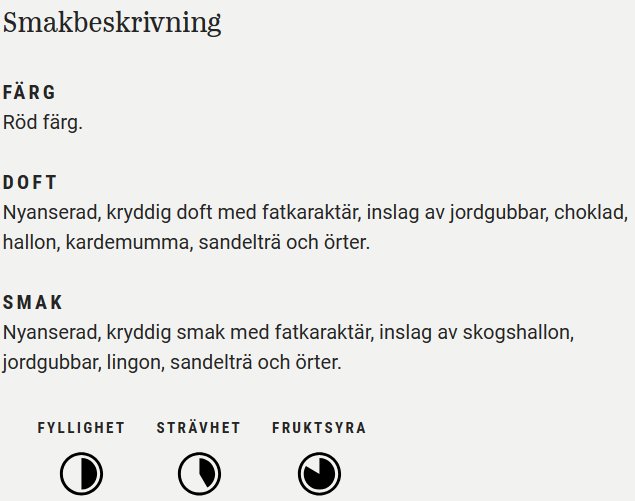 Smakbeskrivning
FÄRG
Röd färg.
DOFT
Nyanserad, kryddig doft med fatkaraktär, inslag av jordgubbar, choklad,
hallon, kardemumma, sandelträ och örter.
SMAK
Nyanserad, kryddig smak med fatkaraktär, inslag av skogshallon,
jordgubbar, lingon, sandelträ och örter.
FYLLIGHET STRÄVHET FRUKTSYRA